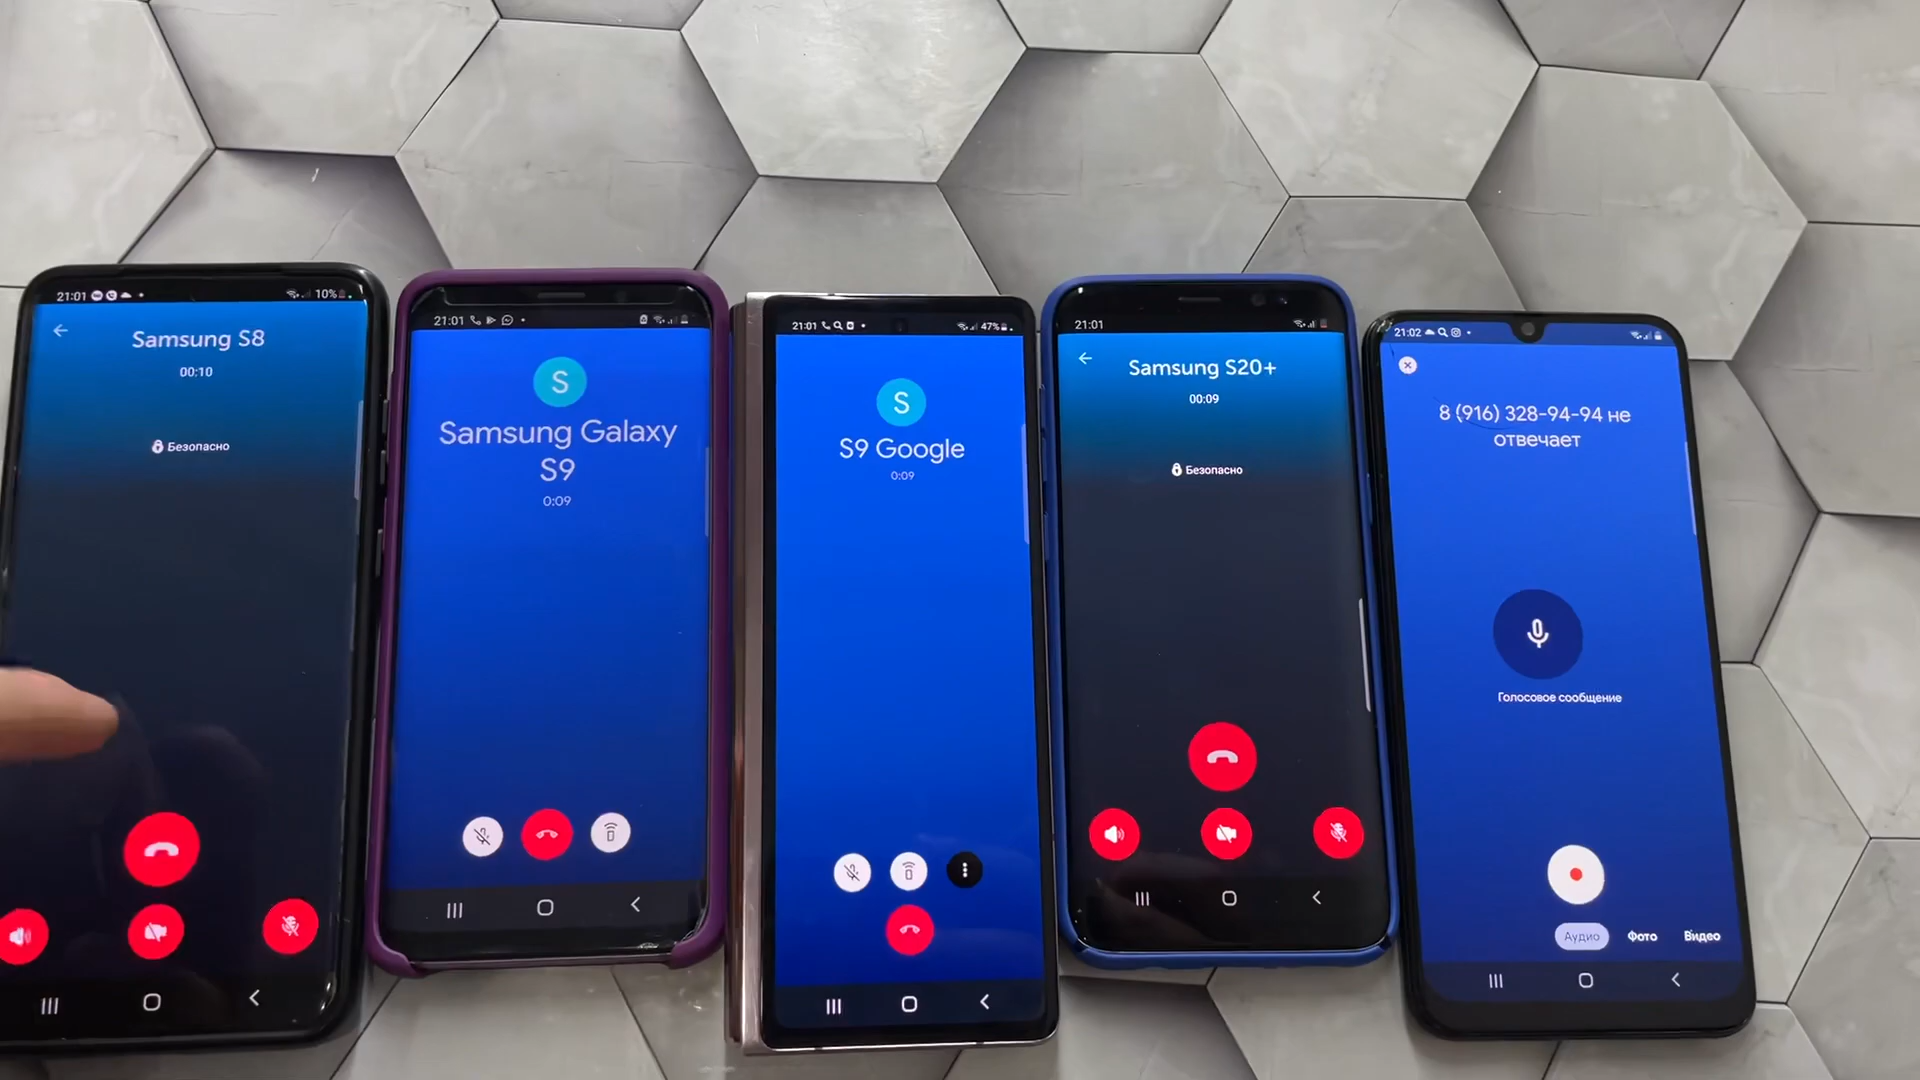 21:01
10%
Samsung S8
00:10
Безопасно
21:01
S
Samsung Galaxy
S9
0:09
21:01
47%
S
S9 Google
0:09
21:01
Samsung S20+
00:09
Безопасно
21:02
8 (916) 328-94-94 не
отвечает
Голосовое сообщение
Аудио Фото Видео